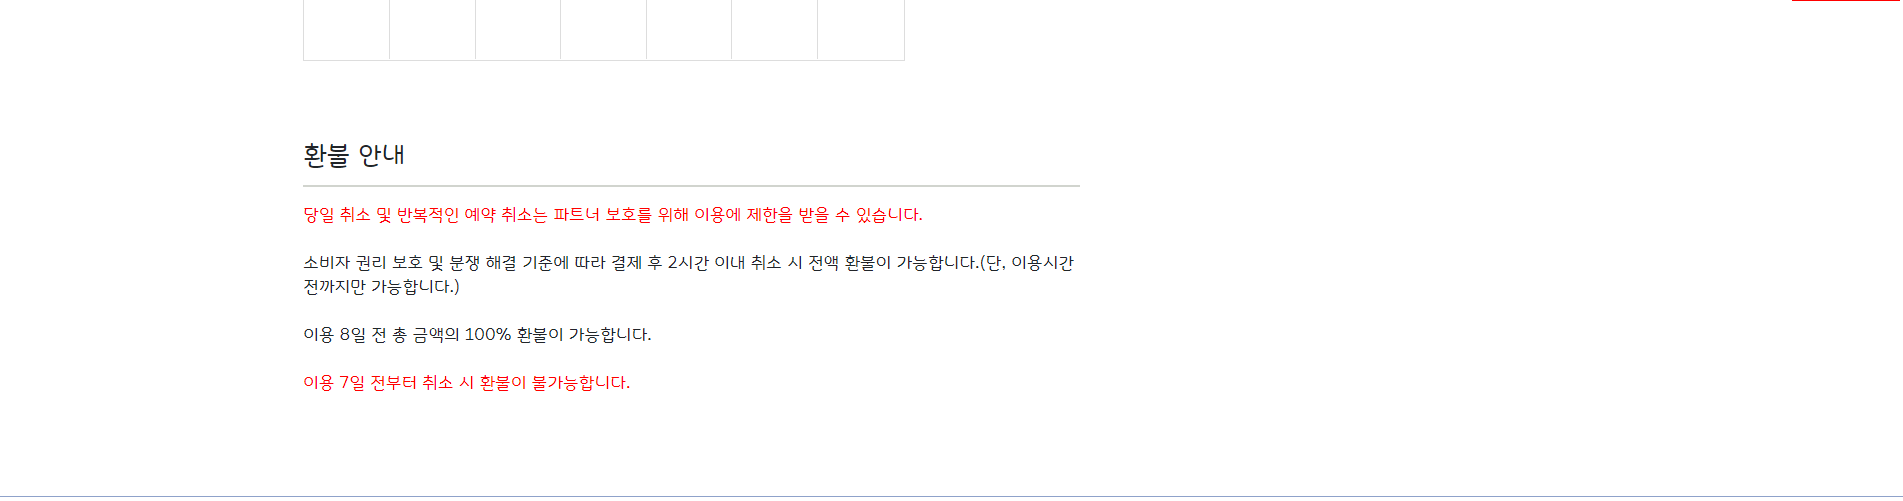 환불 안내
당일 취소 및 반복적인 예약 취소는 파트너 보호를 위해 이용에 제한을 받을 수 있습니다.
소비자 권리 보호 및 분쟁 해결 기준에 따라 결제 후 2시간 이내 취소 시 전액 환불이 가능합니다.(단, 이용시간
전까지만 가능합니다.)
이용 8일 전 총 금액의 100% 환불이 가능합니다.
이용 7일 전부터 취소 시 환불이 불가능합니다.